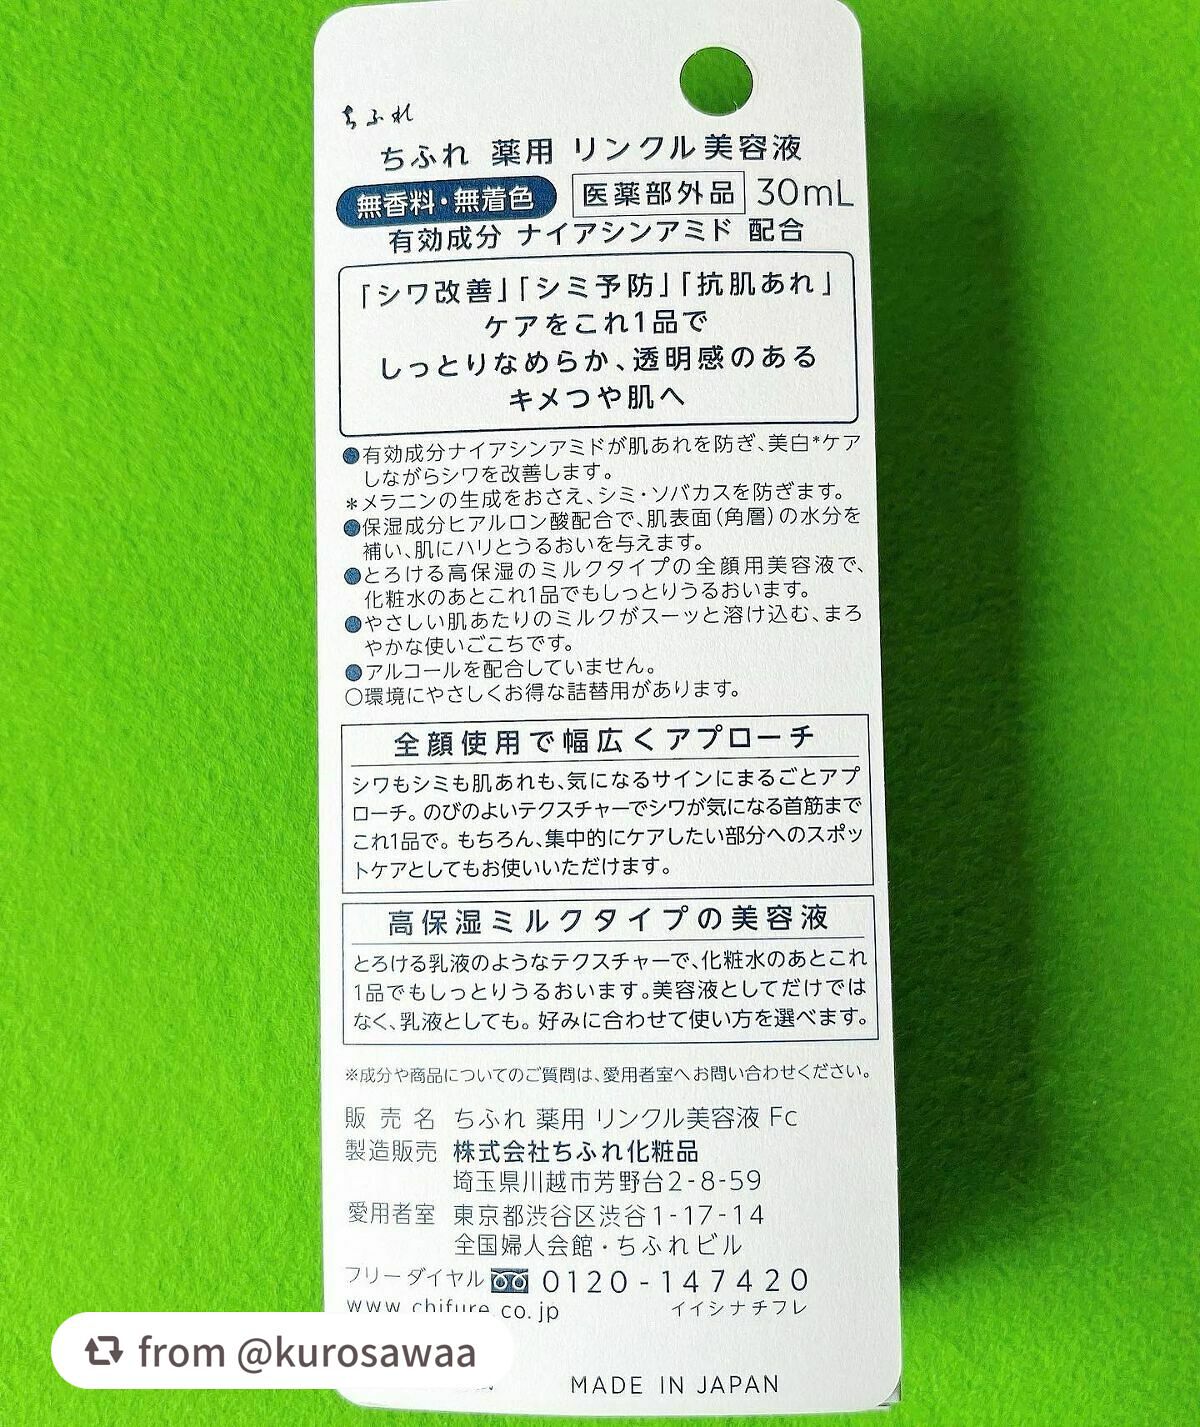 ちふれ
ちふれ 薬用 リンクル美容液
無香料・無着色 医薬部外品 30mL
有効成分 ナイアシンアミド 配合
「シワ改善」「シミ予防」「抗肌あれ」
ケアをこれ1品で
しっとりなめらか、透明感のある
キメつや肌へ
●有効成分ナイアシンアミドが肌あれを防ぎ、美白*ケア
しながらシワを改善します。
*メラニンの生成をおさえ、シミ・ソバカスを防ぎます。
●保湿成分ヒアルロン酸配合で、肌表面(角層)の水分を
補い、肌にハリとうるおいを与えます。
●とろける高保湿のミルクタイプの全顔用美容液で、
化粧水のあとこれ1品でもしっとりうるおいます。
●やさしい肌あたりのミルクがスーッと溶け込む、まろ
やかな使いごこちです。
●アルコールを配合していません。
○環境にやさしくお得な詰替用があります。
全顔使用で幅広くアプローチ
シワもシミも肌あれも、気になるサインにまるごとアプ
ローチ。のびのよいテクスチャーでシワが気になる首筋まで
これ1品で。もちろん、集中的にケアしたい部分へのスポッ
トケアとしてもお使いいただけます。
高保湿ミルクタイプの美容液
とろける乳液のようなテクスチャーで、化粧水のあとこれ
1品でもしっとりうるおいます。美容液としてだけでは
なく、乳液としても。好みに合わせて使い方を選べます。
※成分や商品についてのご質問は、愛用者室へお問い合わせください。
販売名 ちふれ 薬用 リンクル美容液 Fc
製造販売 株式会社ちふれ化粧品
埼玉県川越市芳野台2-8-59
愛用者室 東京都渋谷区渋谷1-17-14
全国婦人会館・ちふれビル
フリーダイヤル 0120-147420
www.chifure.co.jp イイシナチフレ
from @kurosawaa
MADE IN JAPAN